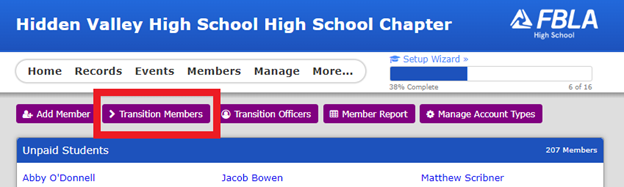 Hidden Valley High School High School Chapter
FBLA
High School
Home Records Events Members Manage More...
Setup Wizard »
38% Complete 6 of 16
Add Member Transition Members Transition Officers Member Report Manage Account Types
Unpaid Students 207 Members
Abby O'Donnell Jacob Bowen Matthew Scribner